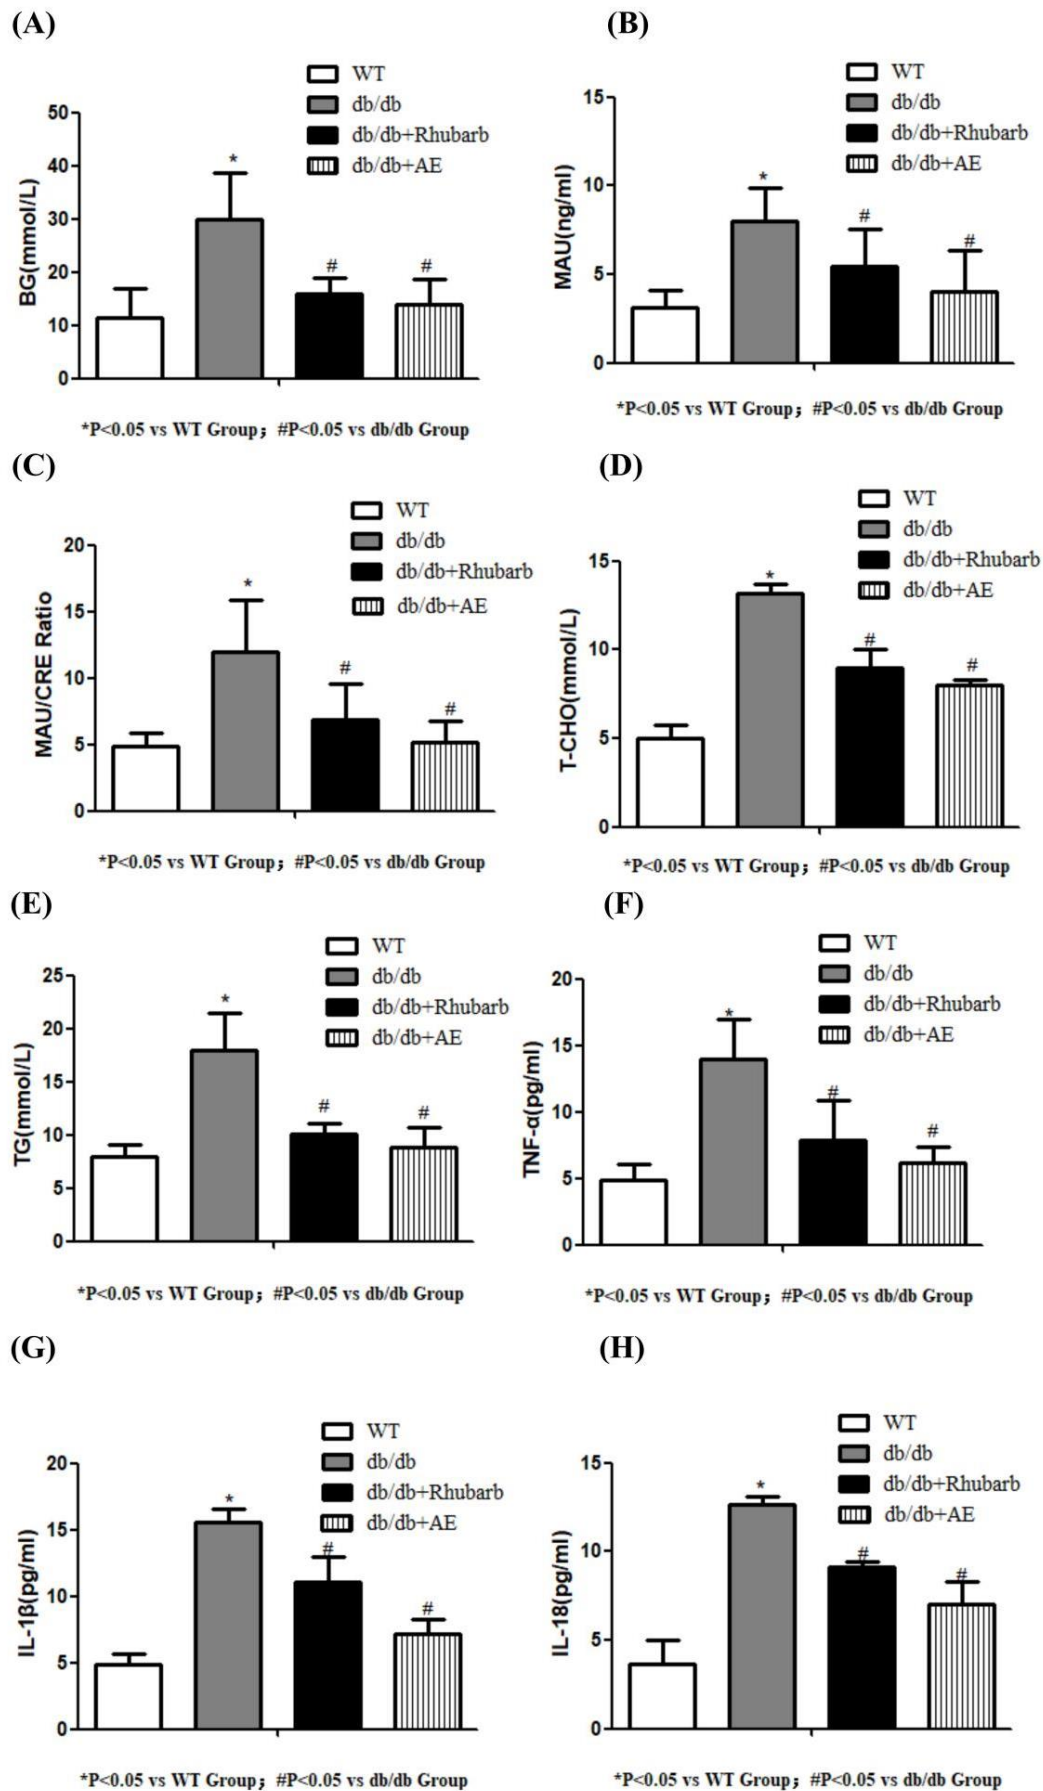 (A)
WT
db/db
db/db+Rhubarb
db/db+AE
50
40
30
20
10
0
BG(mmol/L)
*
#
#
*P<0.05 vs WT Group；#P<0.05 vs db/db Group
(B)
WT
db/db
db/db+Rhubarb
db/db+AE
15
10
5
0
MAU(ng/ml)
*
#
#
*P<0.05 vs WT Group；#P<0.05 vs db/db Group
(C)
WT
db/db
db/db+Rhubarb
db/db+AE
20
15
10
5
0
MAU/CRE Ratio
*
#
#
*P<0.05 vs WT Group；#P<0.05 vs db/db Group
(D)
WT
db/db
db/db+Rhubarb
db/db+AE
15
10
5
0
T-CHO(mmol/L)
*
#
#
*P<0.05 vs WT Group；#P<0.05 vs db/db Group
(E)
WT
db/db
db/db+Rhubarb
db/db+AE
25
20
15
10
5
0
TG(mmol/L)
*
#
#
*P<0.05 vs WT Group；#P<0.05 vs db/db Group
(F)
WT
db/db
db/db+Rhubarb
db/db+AE
20
15
10
5
0
TNF-α(pg/ml)
*
#
#
*P<0.05 vs WT Group；#P<0.05 vs db/db Group
(G)
WT
db/db
db/db+Rhubarb
db/db+AE
20
15
10
5
0
IL-1β(pg/ml)
*
#
#
*P<0.05 vs WT Group；#P<0.05 vs db/db Group
(H)
WT
db/db
db/db+Rhubarb
db/db+AE
15
10
5
0
IL-18(pg/ml)
*
#
#
*P<0.05 vs WT Group；#P<0.05 vs db/db Group